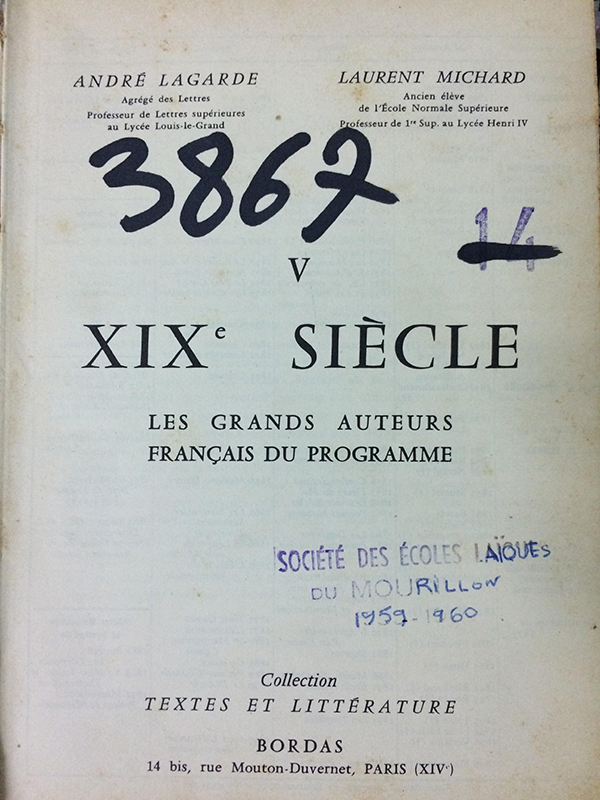 ANDRÉ LAGARDE
Agrégé des Lettres
Professeur de Lettres supérieures
au Lycée Louis-le-Grand
LAURENT MICHARD
Ancien élève
de l'École Normale Supérieure
Professeur de 1re Sup. au Lycée Henri IV
3867
14
V
XIXe SIÈCLE
LES GRANDS AUTEURS
FRANÇAIS DU PROGRAMME
SOCIÉTÉ DES ÉCOLES LAÏQUES
DU MOURILLON
1959-1960
Collection
TEXTES ET LITTÉRATURE
BORDAS
14 bis, rue Mouton-Duvernet, PARIS (XIVe)